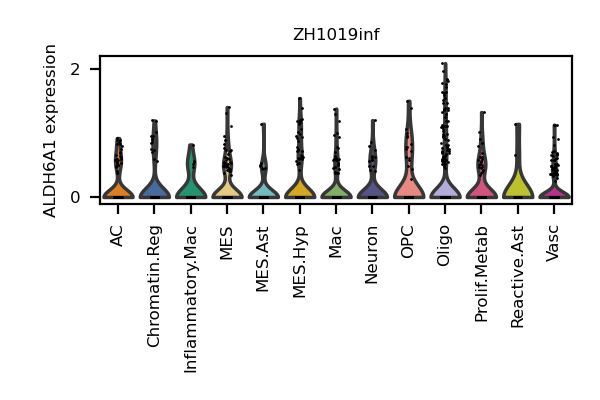 ZH1019inf
ALDH6A1 expression
2
0
AC
Chromatin.Reg
Inflammatory.Mac
MES
MES.Ast
MES.Hyp
Mac
Neuron
OPC
Oligo
Prolif.Metab
Reactive.Ast
Vasc